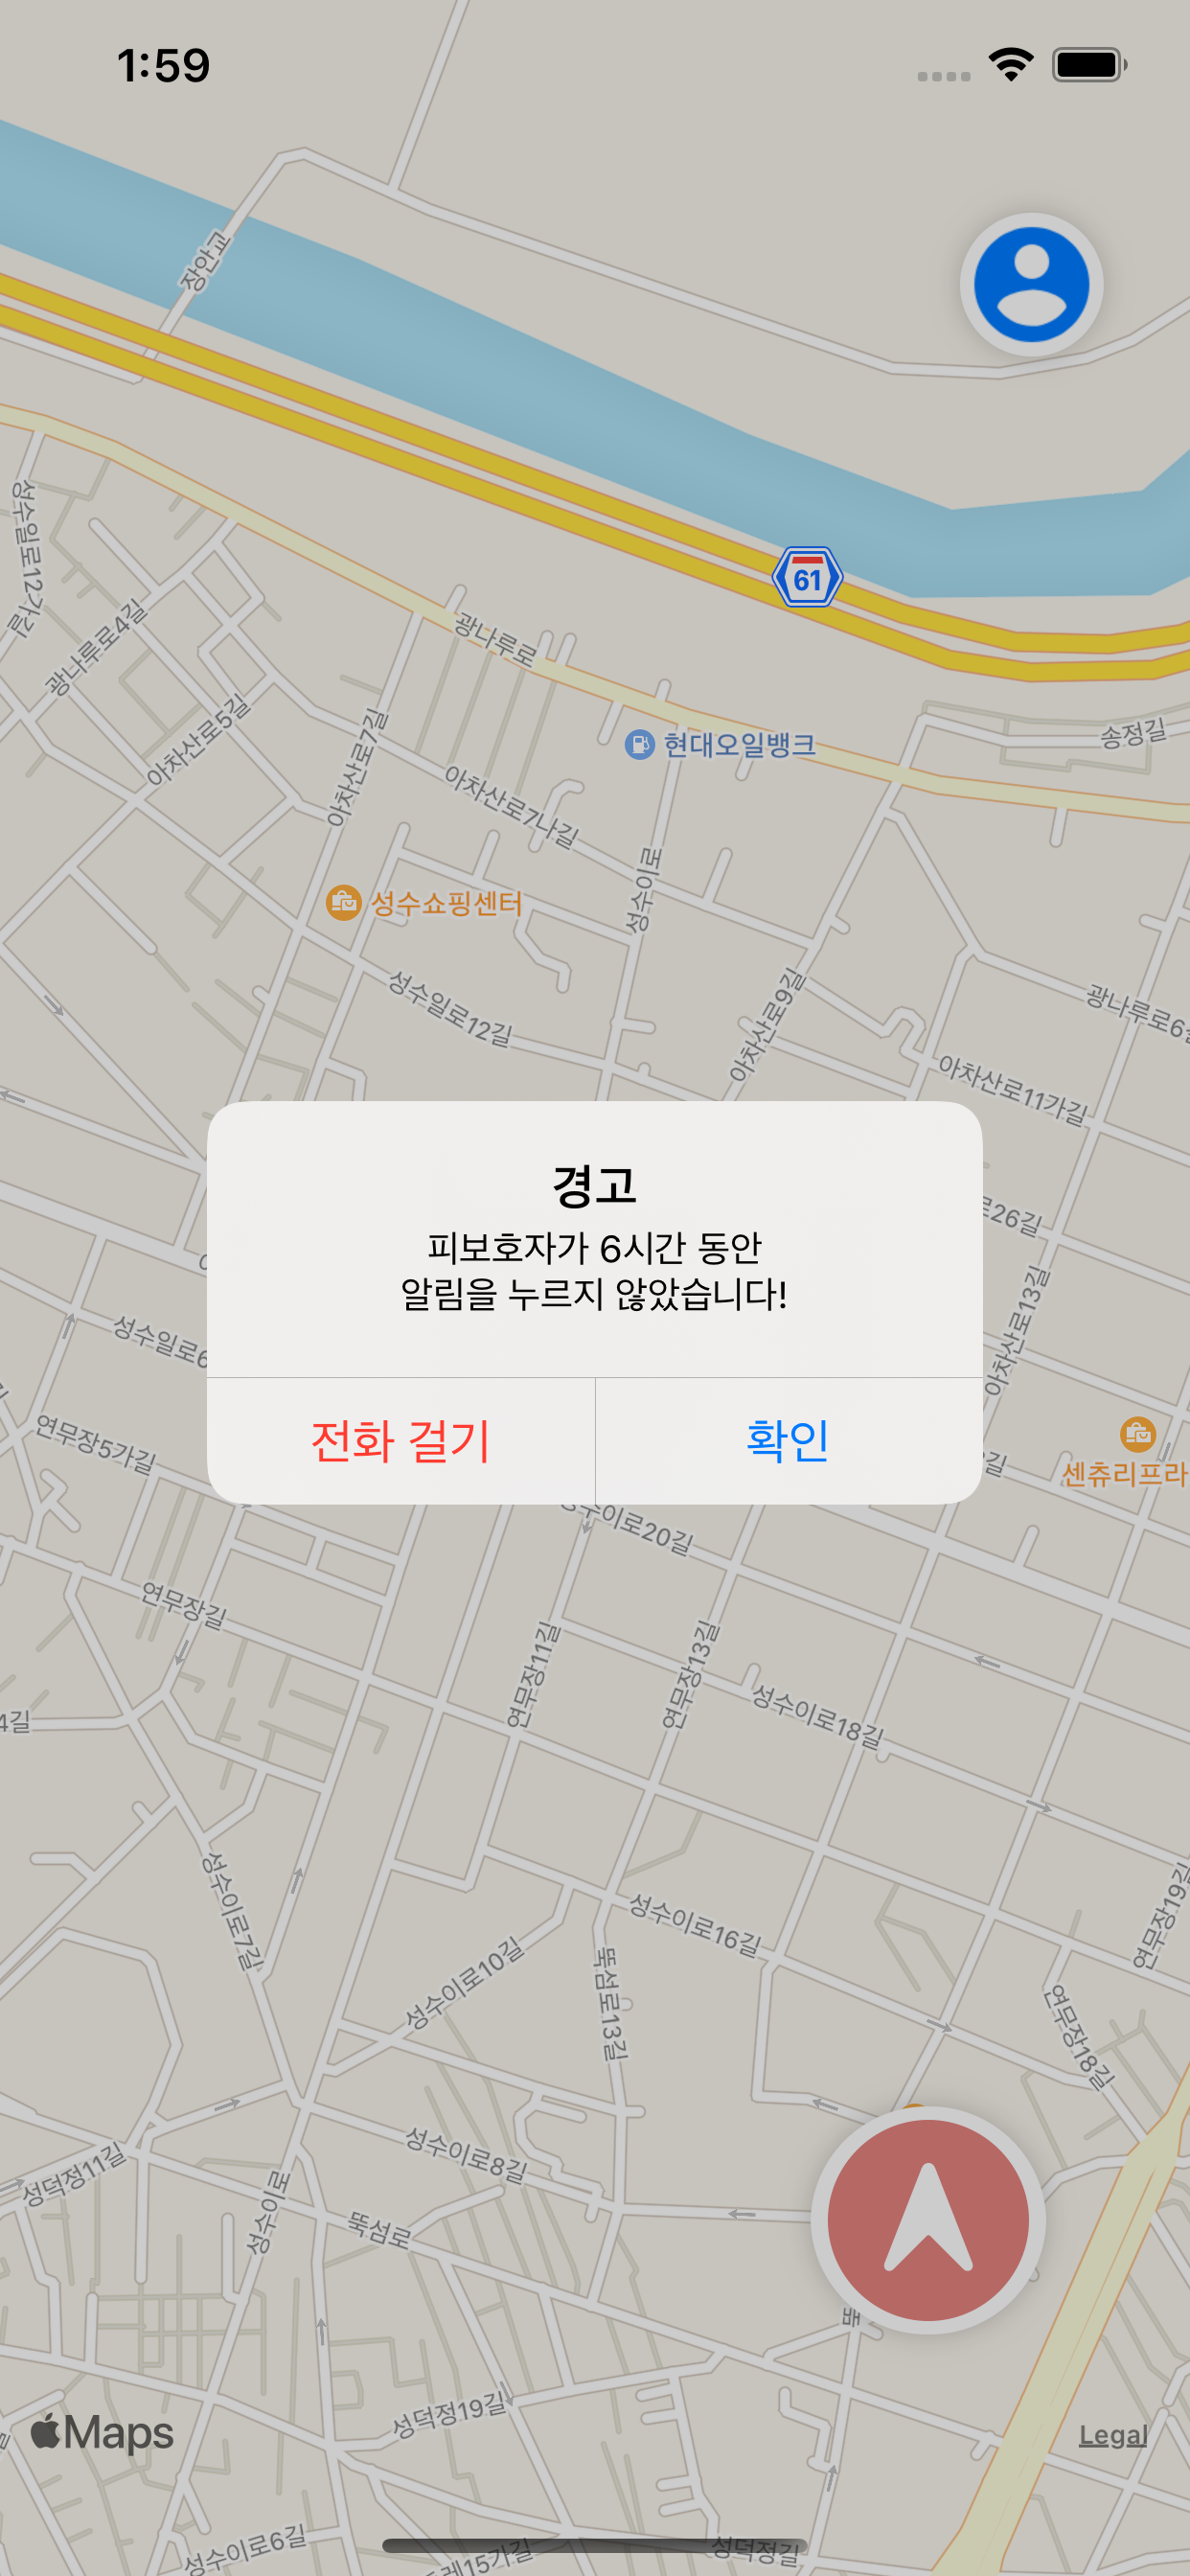 1:59
장안교
61
성수일로12가길
광나루로4길
광나루로
아차산로5길
아차산로7길
현대오일뱅크
송정길
아차산로7나길
성수이로
성수쇼핑센터
성수일로12길
아차산로9길
광나루로6길
아차산로11가길
경고
피보호자가 6시간 동안
알림을 누르지 않았습니다!
전화 걸기
확인
26길
아차산로13길
성수일로6
연무장5가길
센츄리프라
성수이로20길
연무장길
연무장11길
연무장13길
성수이로18길
4길
성수이로7길
성수이로16길
연무장19길
성수이로10길
뚝섬로13길
연무장18길
성수이로8길
성덕정11길
성수이로
뚝섬로
배
성덕정19길
Maps
Legal
성수이로6길
15가길
성덕정길